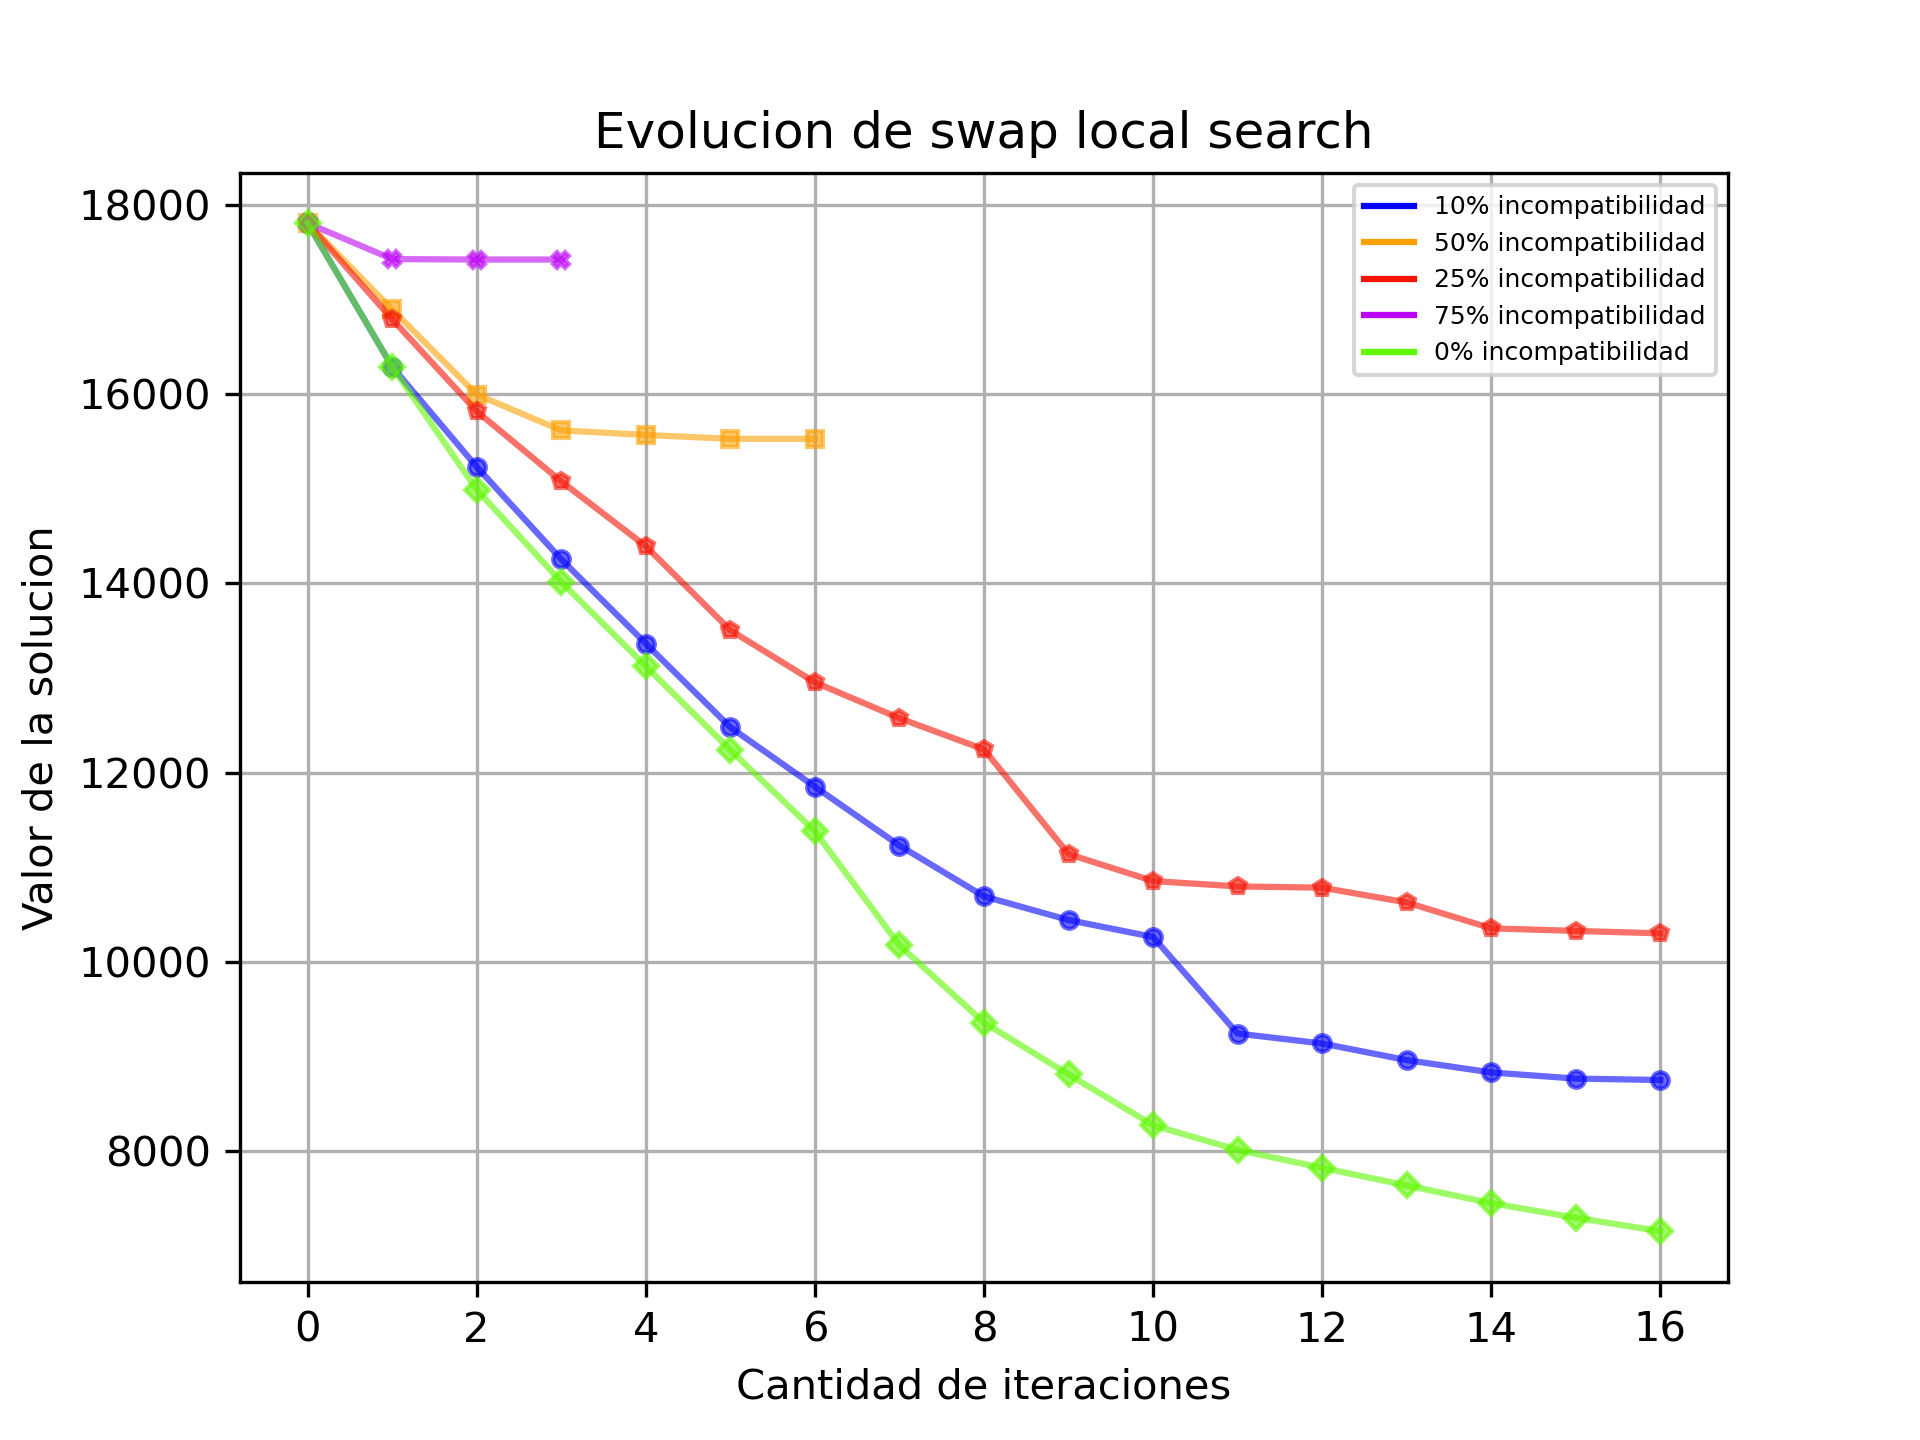 Evolucion de swap local search
18000
16000
14000
12000
10000
8000
Valor de la solucion
10% incompatibilidad
50% incompatibilidad
25% incompatibilidad
75% incompatibilidad
0% incompatibilidad
0 2 4 6 8 10 12 14 16
Cantidad de iteraciones